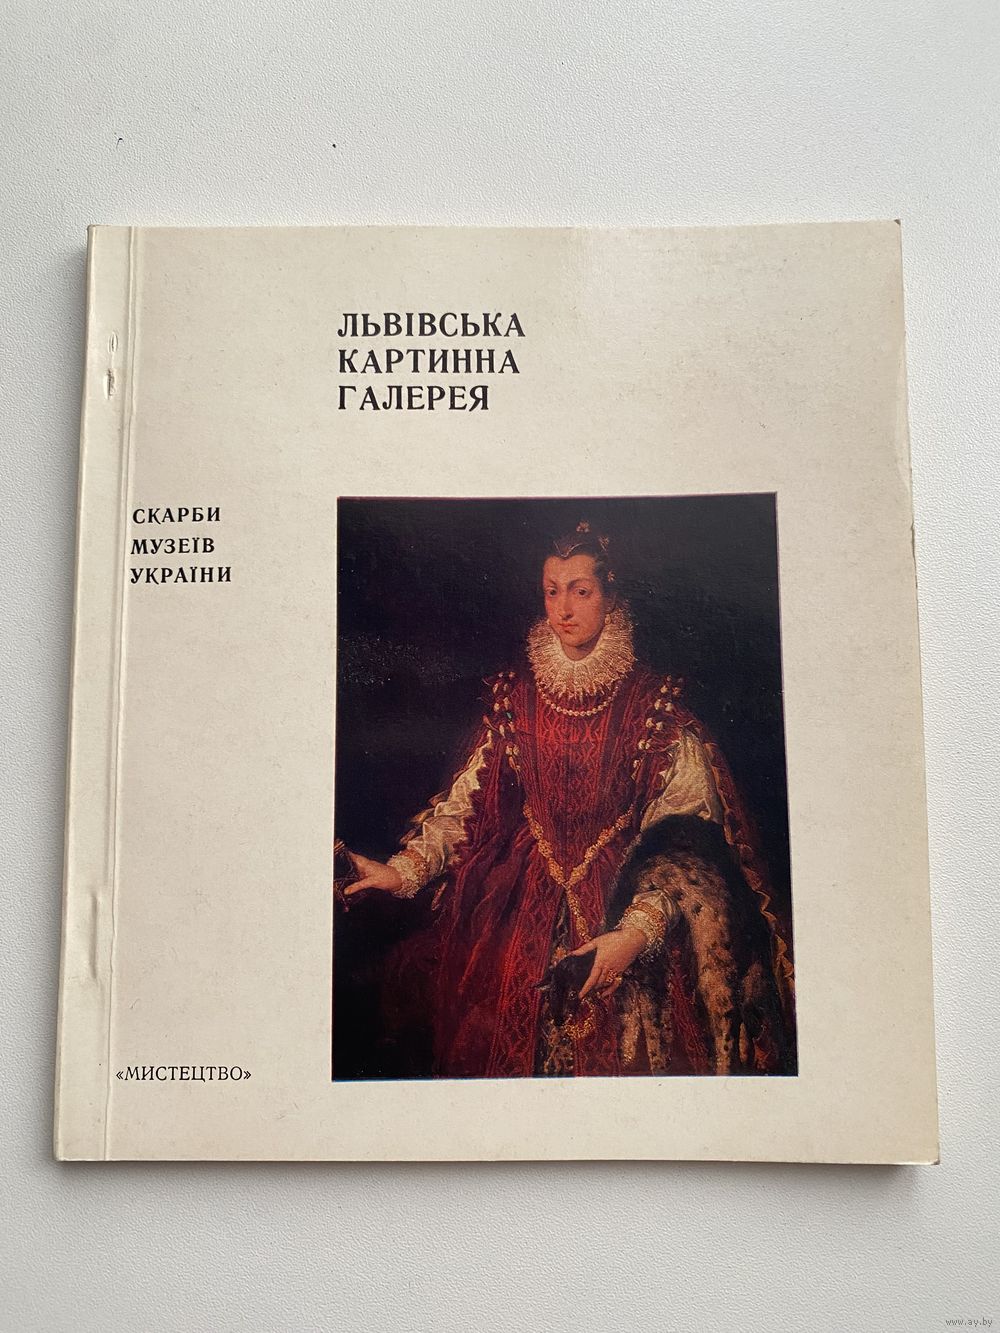 ЛЬВІВСЬКА
КАРТИННА
ГАЛЕРЕЯ
СКАРБИ
МУЗЕЇВ
УКРАЇНИ
«МИСТЕЦТВО»
www.ay.by